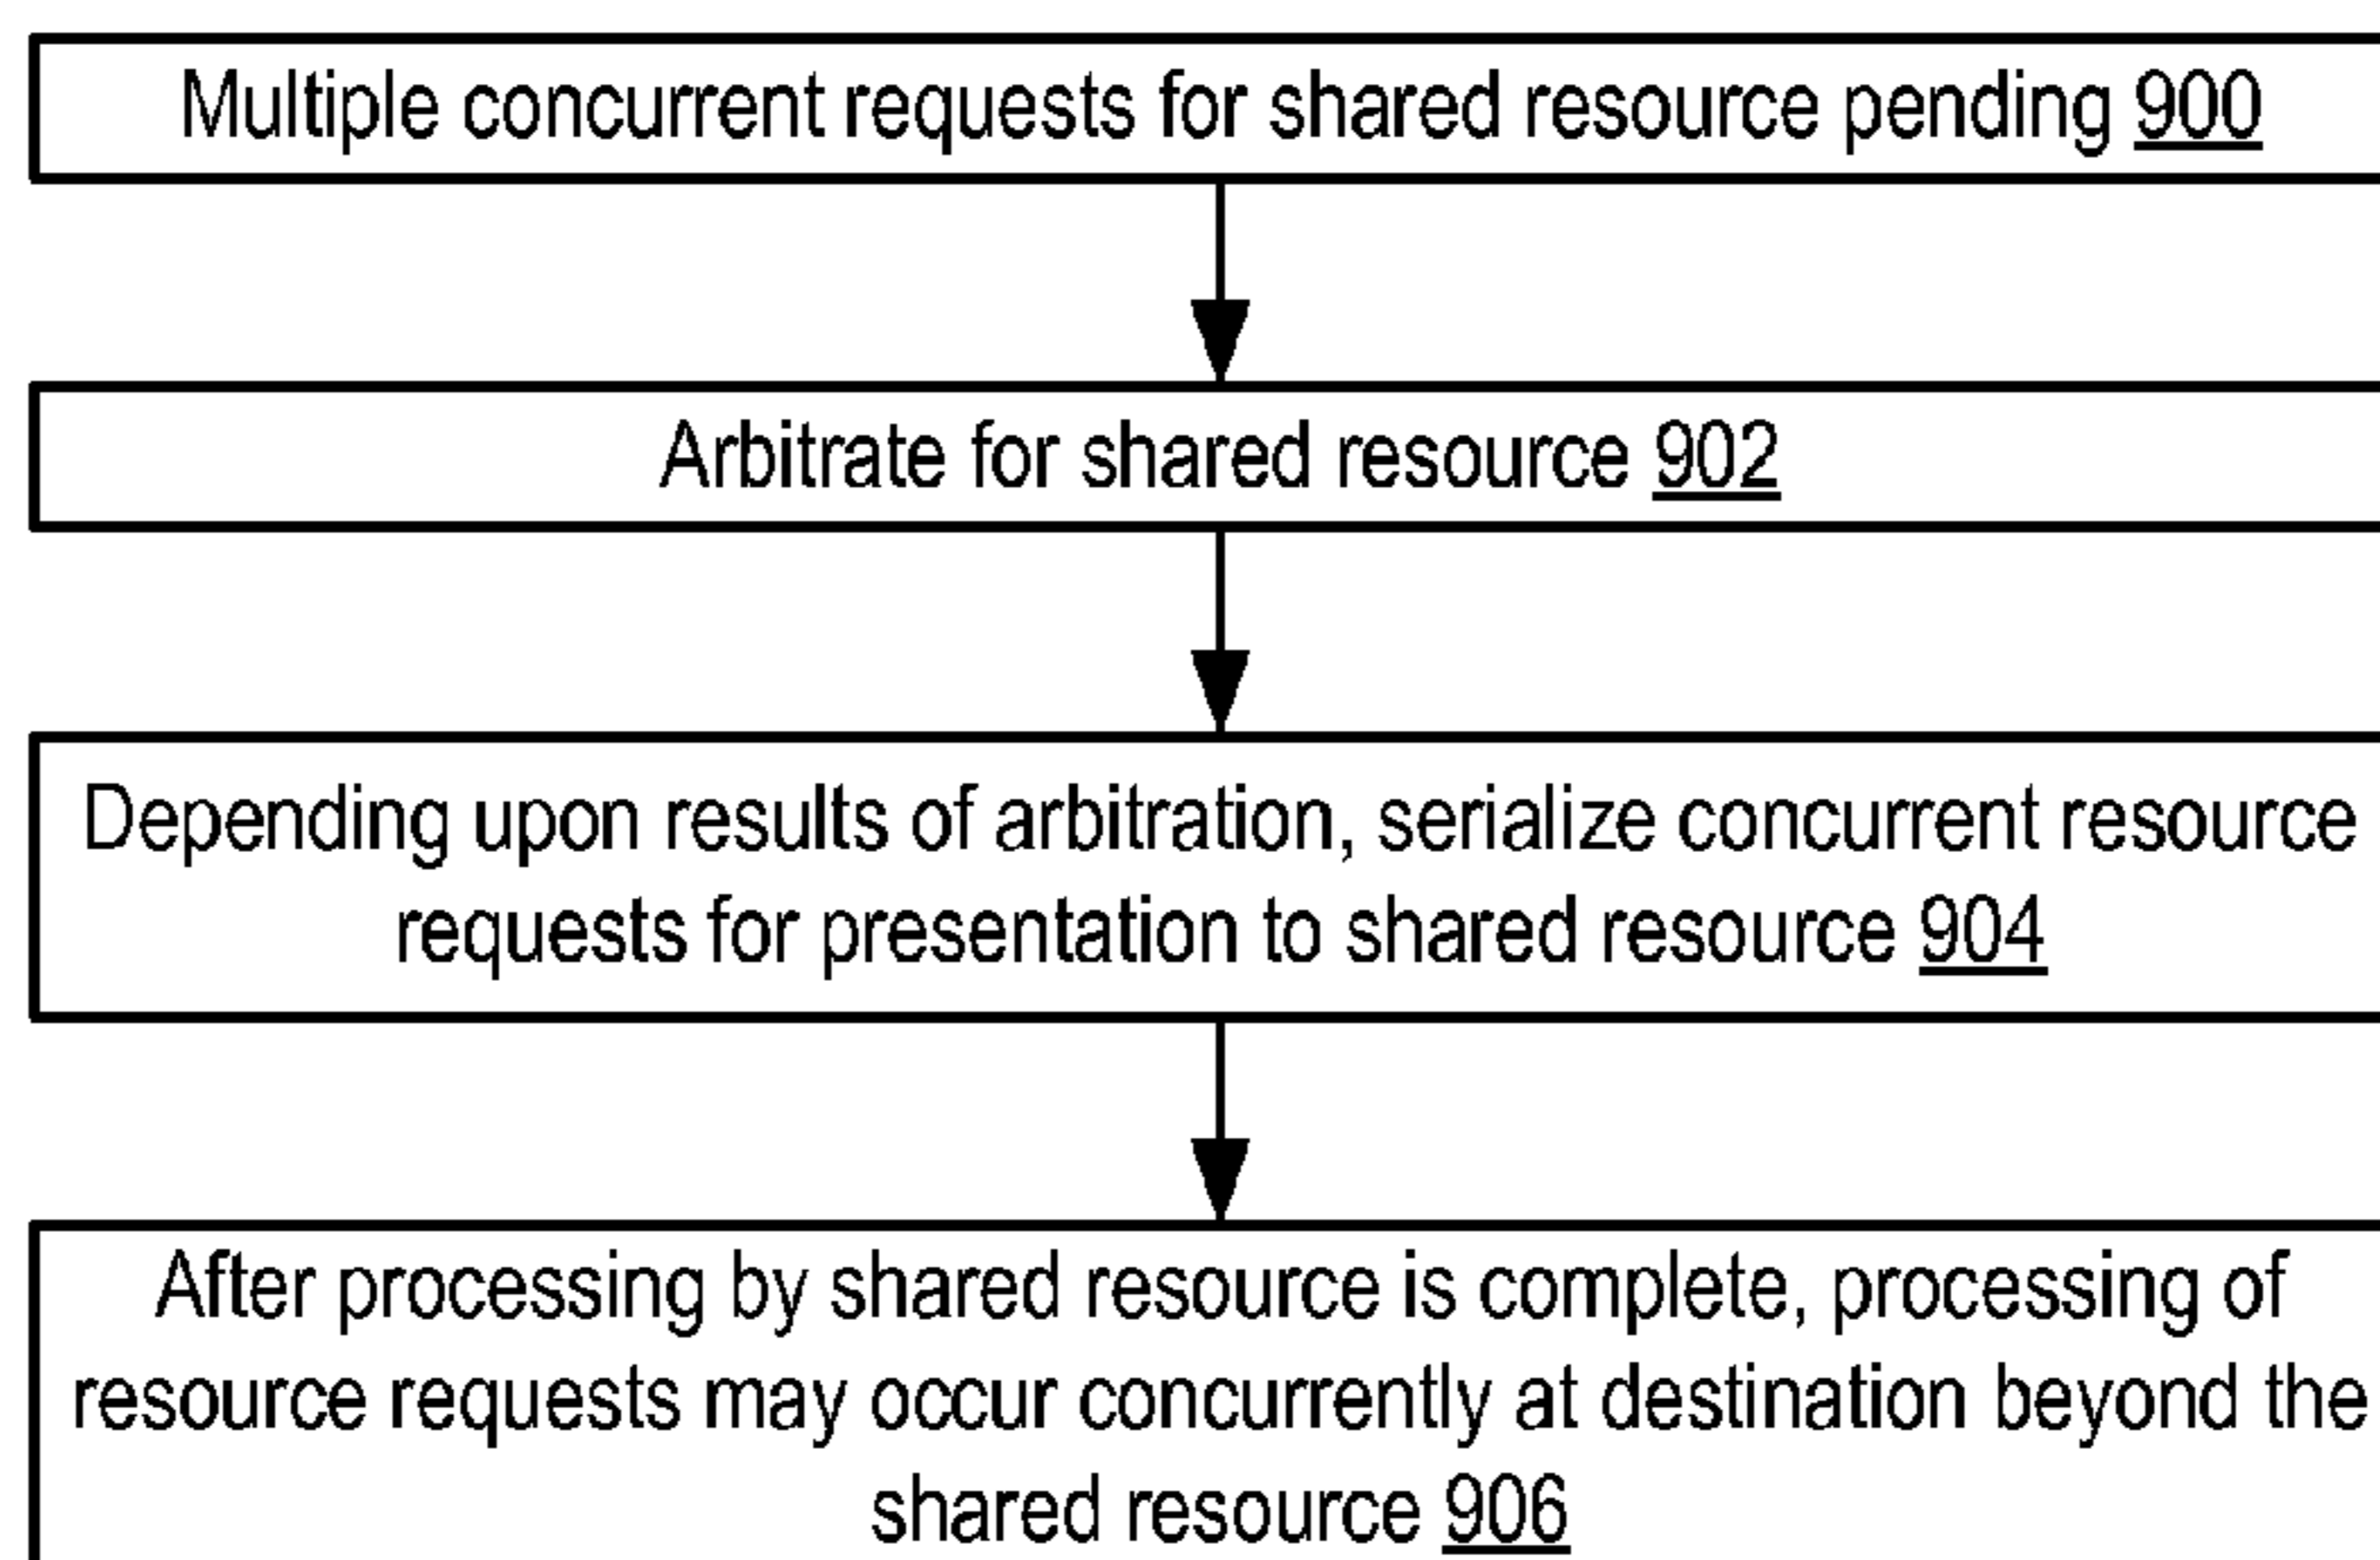 Multiple concurrent requests for shared resource pending 900
Arbitrate for shared resource 902
Depending upon results of arbitration, serialize concurrent resource
requests for presentation to shared resource 904
After processing by shared resource is complete, processing of
resource requests may occur concurrently at destination beyond the
shared resource 906